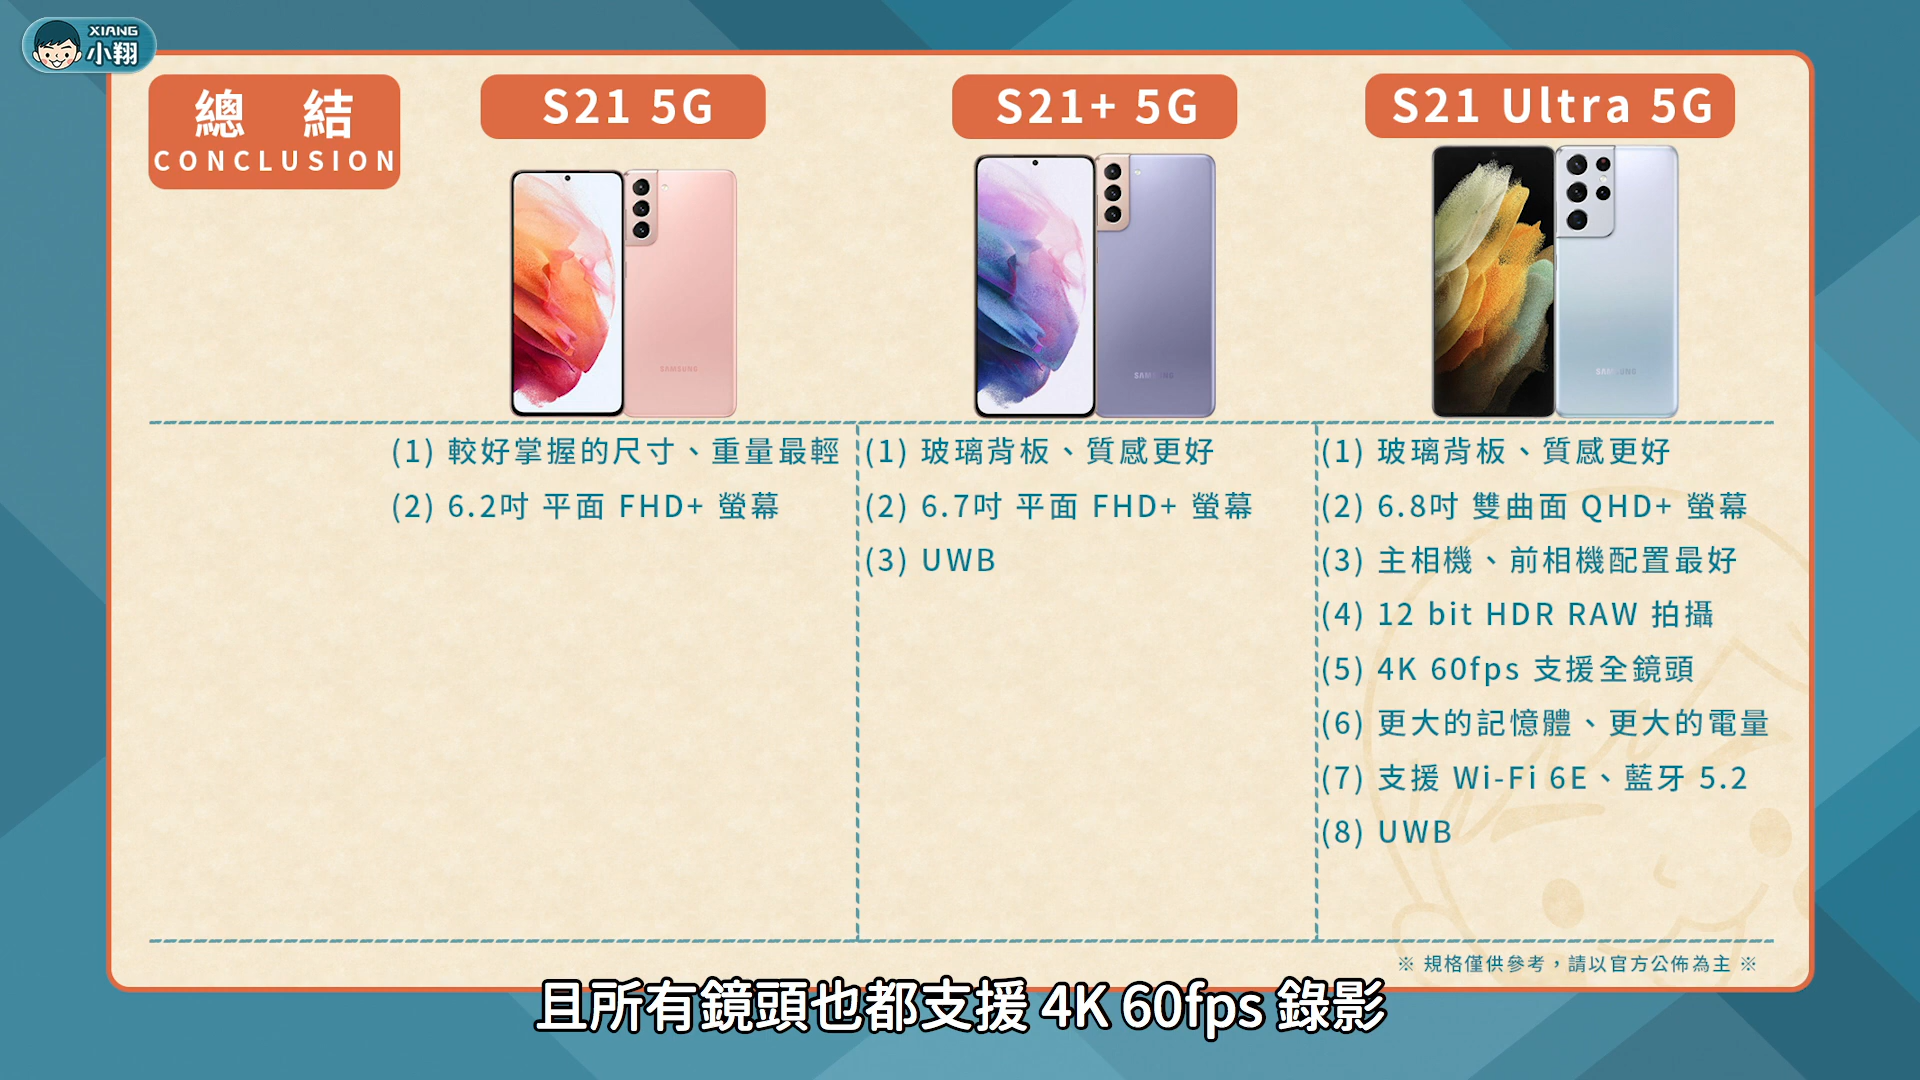 XIANG
小翔
總 結
CONCLUSION
S21 5G
S21+ 5G
S21 Ultra 5G
SAMSUNG
SAMSUNG
SAMSUNG
(1) 較好掌握的尺寸、重量最輕
(2) 6.2吋 平面 FHD+ 螢幕
(1) 玻璃背板、質感更好
(2) 6.7吋 平面 FHD+ 螢幕
(3) UWB
(1) 玻璃背板、質感更好
(2) 6.8吋 雙曲面 QHD+ 螢幕
(3) 主相機、前相機配置最好
(4) 12 bit HDR RAW 拍攝
(5) 4K 60fps 支援全鏡頭
(6) 更大的記憶體、更大的電量
(7) 支援 Wi-Fi 6E、藍牙 5.2
(8) UWB
※ 規格僅供參考，請以官方公佈為主 ※
且所有鏡頭也都支援 4K 60fps 錄影